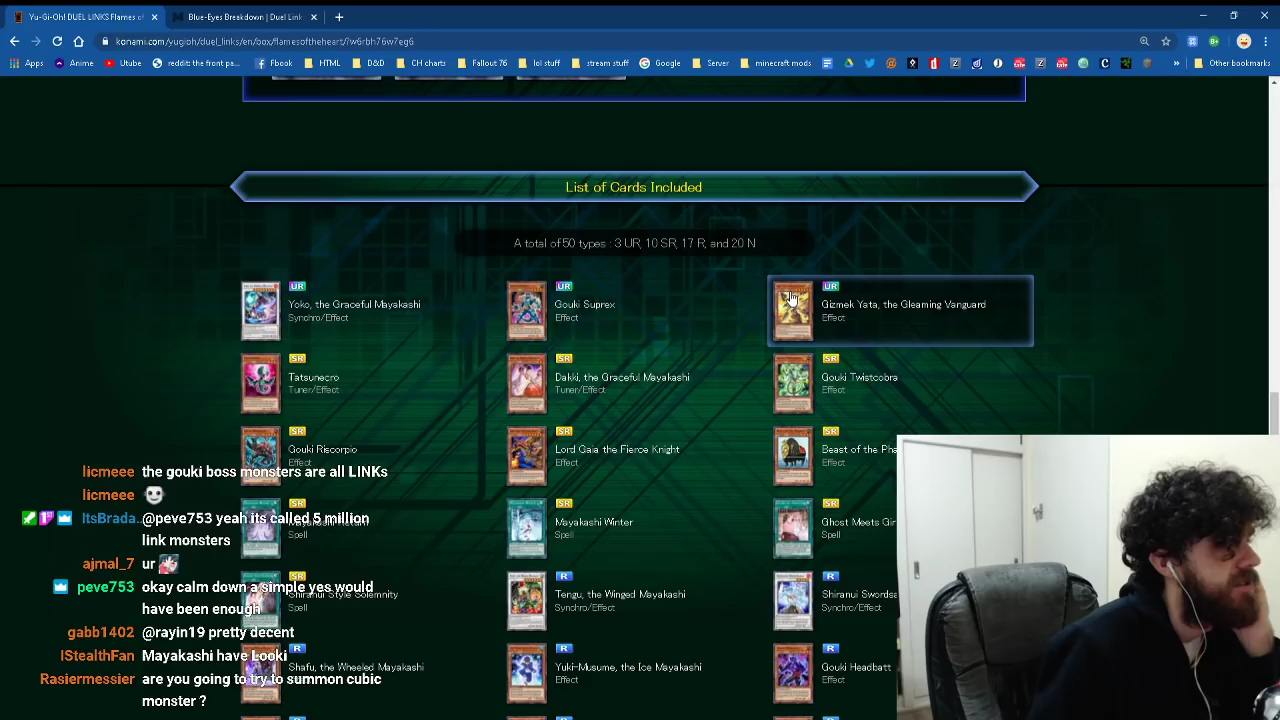 Yu-Gi-Oh! DUEL LINKS Flames of
Blue-Eyes Breakdown | Duel Link
konami.com/yugioh/duel_links/en/box/flamesoftheheart/?w6rbh76w7eg6
Apps
Anime
Utube
reddit: the front pa...
Fbook
HTML
D&D
CH charts
Fallout 76
lol stuff
stream stuff
Google
Server
minecraft mods
Other bookmarks
List of Cards Included
A total of 50 types : 3 UR, 10 SR, 17 R, and 20 N
UR
Yoko, the Graceful Mayakashi
Synchro/Effect
UR
Gouki Suprex
Effect
UR
Gizmek Yata, the Gleaming Vanguard
Effect
SR
Tatsunecro
Tuner/Effect
SR
Dakki, the Graceful Mayakashi
Tuner/Effect
SR
Gouki Twistcobra
Effect
SR
Gouki Riscorpio
Effect
SR
Lord Gaia the Fierce Knight
Effect
SR
Beast of the Pha
Effect
SR
Spell
SR
Mayakashi Winter
Spell
SR
Ghost Meets Gir
Spell
SR
Shiranui Style Solemnity
Spell
R
Tengu, the Winged Mayakashi
Synchro/Effect
R
Shiranui Swordsa
Synchro/Effect
R
Shafu, the Wheeled Mayakashi
R
Yuki-Musume, the Ice Mayakashi
Effect
R
Gouki Headbatt
Effect
licmeee the gouki boss monsters are all LINKs
licmeee
ItsBrada.. @peve753 yeah its called 5 million
link monsters
ajmal_7 ur
peve753 okay calm down a simple yes would
have been enough
gabb1402 @rayin19 pretty decent
IStealthFan Mayakashi have Looki
Rasiermessier are you going to try to summon cubic
monster ?